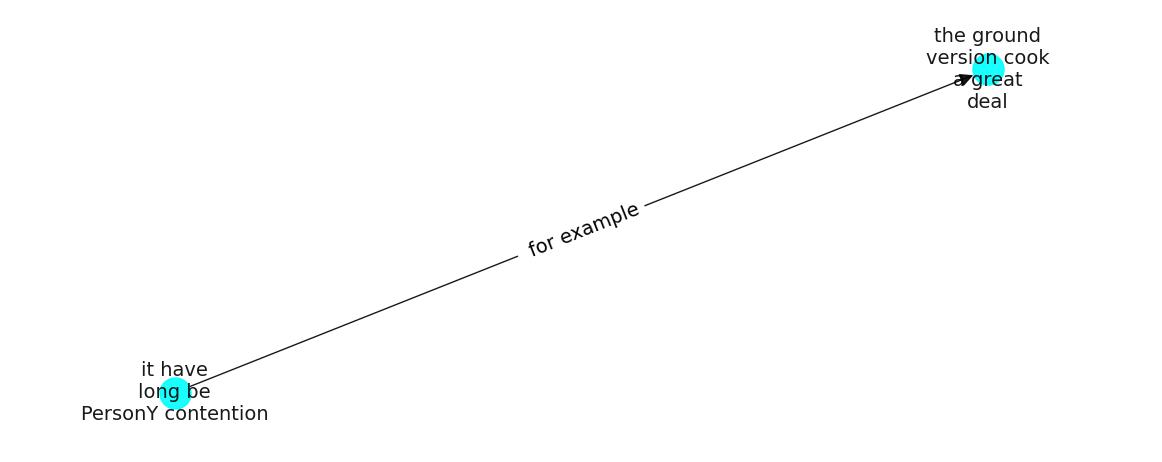 the ground
version cook
a great
deal
for example
it have
long be
PersonY contention